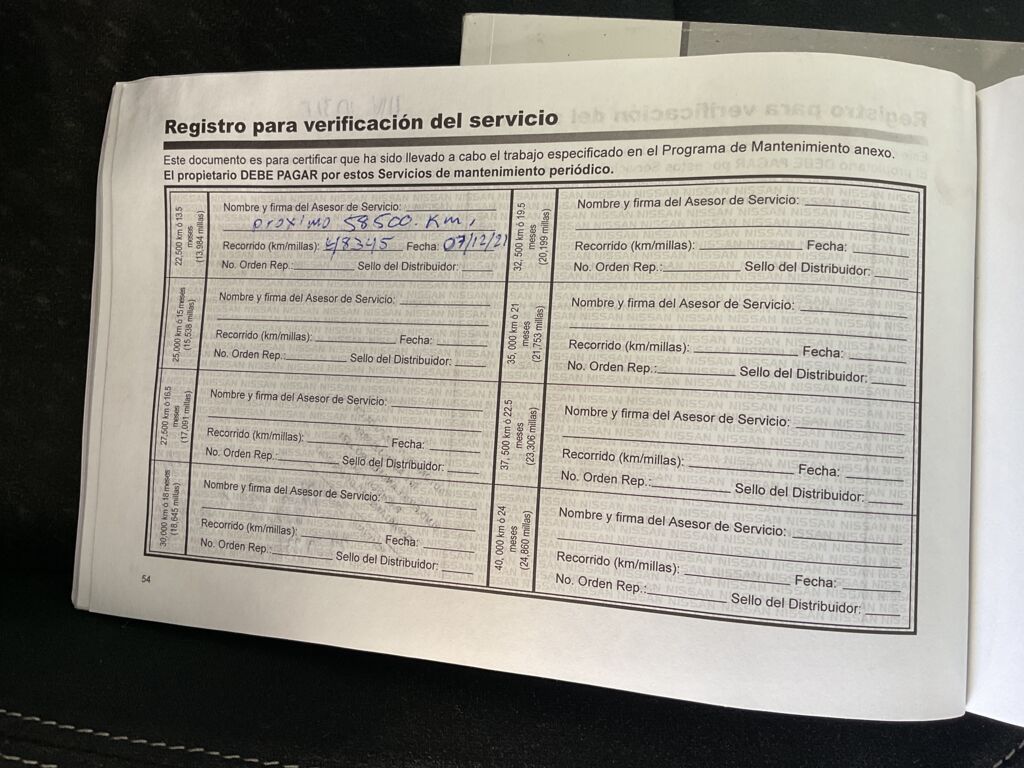 Registro para verificación del servicio
Este documento es para certificar que ha sido llevado a cabo el trabajo especificado en el Programa de Mantenimiento anexo.
El propietario DEBE PAGAR por estos Servicios de mantenimiento periódico.
22,500 km ó 13.5
meses
(13,984 millas)
Nombre y firma del Asesor de Servicio:
proximo 58500. Km,
Recorrido (km/millas): 48345 Fecha: 07/12/21
No. Orden Rep.: Sello del Distribuidor:
25,000 km ó 15 meses
(15,538 millas)
Nombre y firma del Asesor de Servicio:
Recorrido (km/millas): Fecha:
No. Orden Rep.: Sello del Distribuidor:
27,500 km ó 16.5
meses
(17,091 millas)
Nombre y firma del Asesor de Servicio:
Recorrido (km/millas): Fecha:
No. Orden Rep.: Sello del Distribuidor:
30,000 km ó 18 meses
(18,645 millas)
Nombre y firma del Asesor de Servicio:
Recorrido (km/millas): Fecha:
No. Orden Rep.: Sello del Distribuidor:
32, 500 km ó 19.5
meses
(20,199 millas)
Nombre y firma del Asesor de Servicio:
Recorrido (km/millas): Fecha:
No. Orden Rep.: Sello del Distribuidor:
35, 000 km ó 21
meses
(21,753 millas)
Nombre y firma del Asesor de Servicio:
Recorrido (km/millas): Fecha:
No. Orden Rep.: Sello del Distribuidor:
37, 500 km ó 22.5
meses
(23,306 millas)
Nombre y firma del Asesor de Servicio:
Recorrido (km/millas): Fecha:
No. Orden Rep.: Sello del Distribuidor:
40, 000 km ó 24
meses
(24,860 millas)
Nombre y firma del Asesor de Servicio:
Recorrido (km/millas): Fecha:
No. Orden Rep.: Sello del Distribuidor:
54